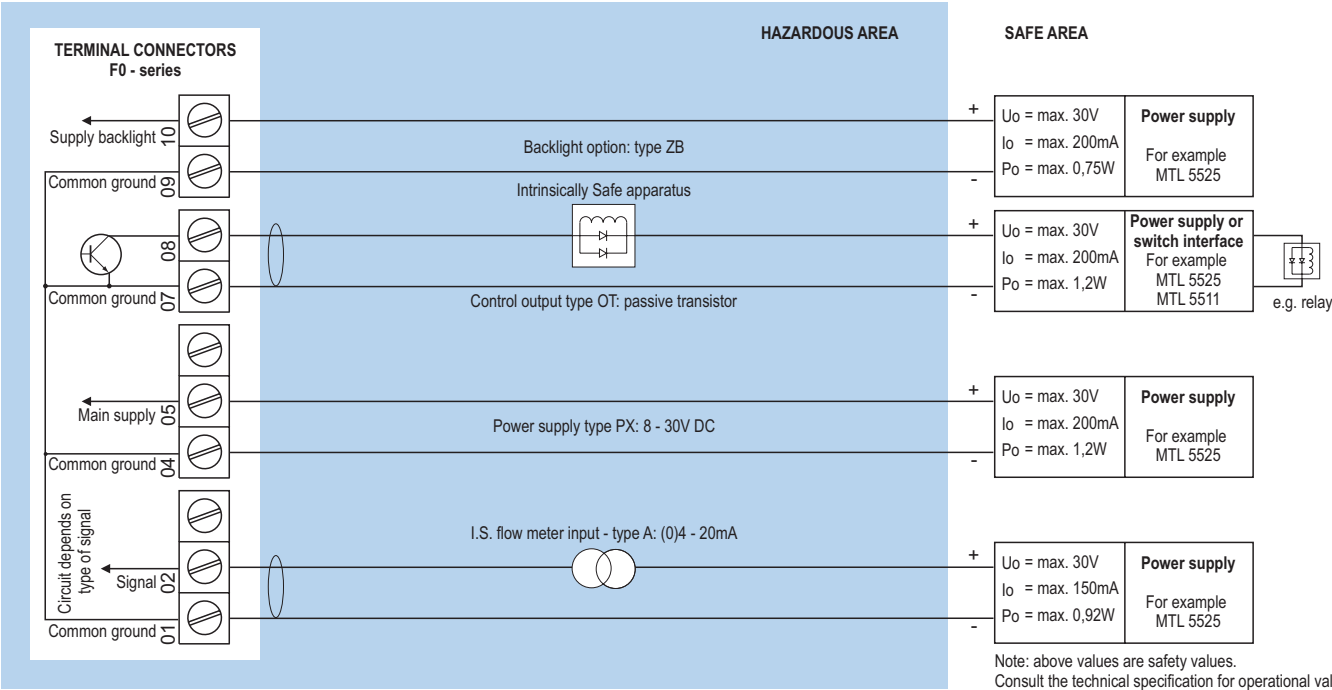 HAZARDOUS AREA
SAFE AREA
TERMINAL CONNECTORS
F0 - series
Supply backlight
10
Common ground
09
Backlight option: type ZB
+
-
Uo = max. 30V
Io = max. 200mA
Po = max. 0,75W
Power supply
For example
MTL 5525
Intrinsically Safe apparatus
08
Common ground
07
Control output type OT: passive transistor
+
-
Uo = max. 30V
Io = max. 200mA
Po = max. 1,2W
Power supply or
switch interface
For example
MTL 5525
MTL 5511
e.g. relay
Main supply
05
Common ground
04
Power supply type PX: 8 - 30V DC
+
-
Uo = max. 30V
Io = max. 200mA
Po = max. 1,2W
Power supply
For example
MTL 5525
Circuit depends on
type of signal
Signal
02
Common ground
01
I.S. flow meter input - type A: (0)4 - 20mA
+
-
Uo = max. 30V
Io = max. 150mA
Po = max. 0,92W
Power supply
For example
MTL 5525
Note: above values are safety values.
Consult the technical specification for operational val